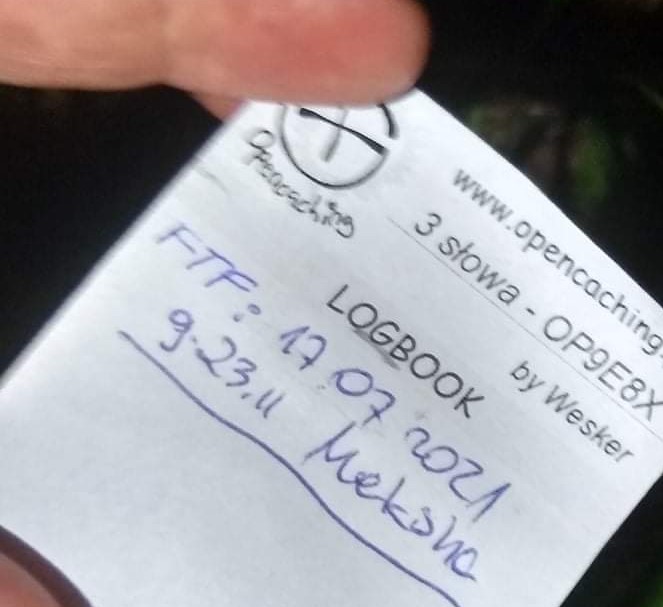 Opencaching
www.opencaching.
3 słowa - OP9E8X
by Wesker
LOGBOOK
FTF: 17.07 2021
9.23,11 Meksha